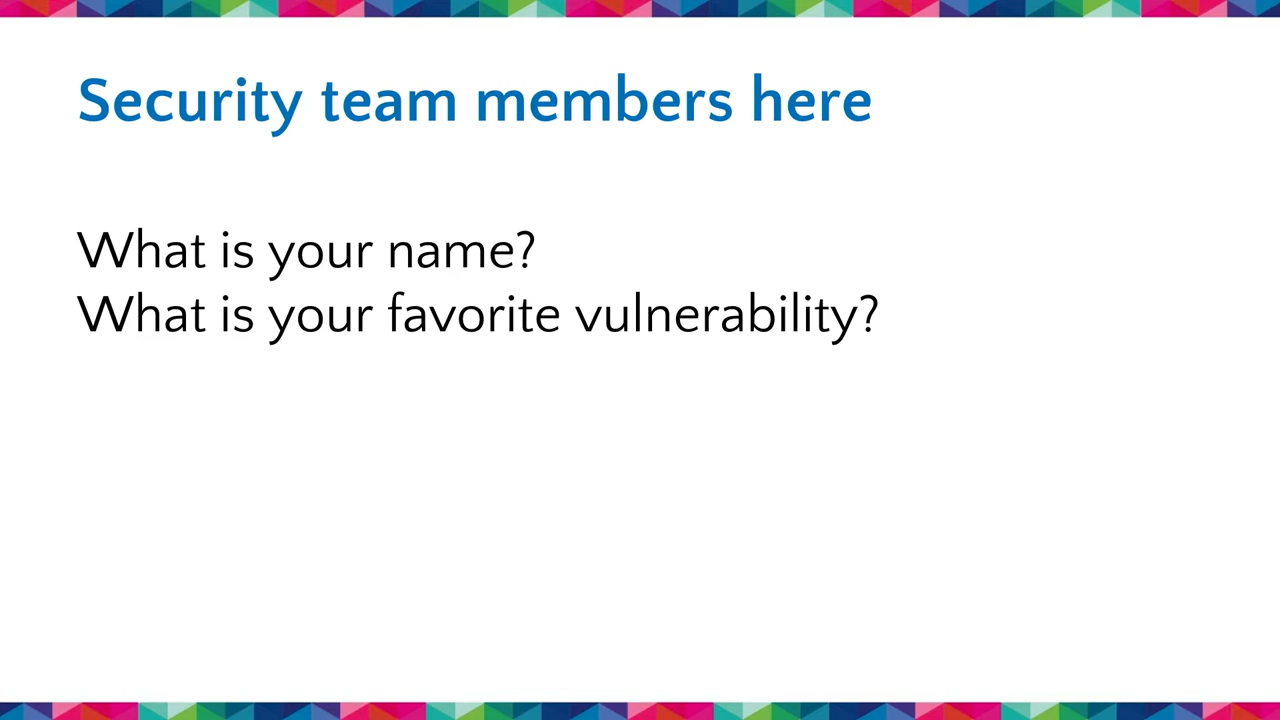 Security team members here
What is your name?
What is your favorite vulnerability?